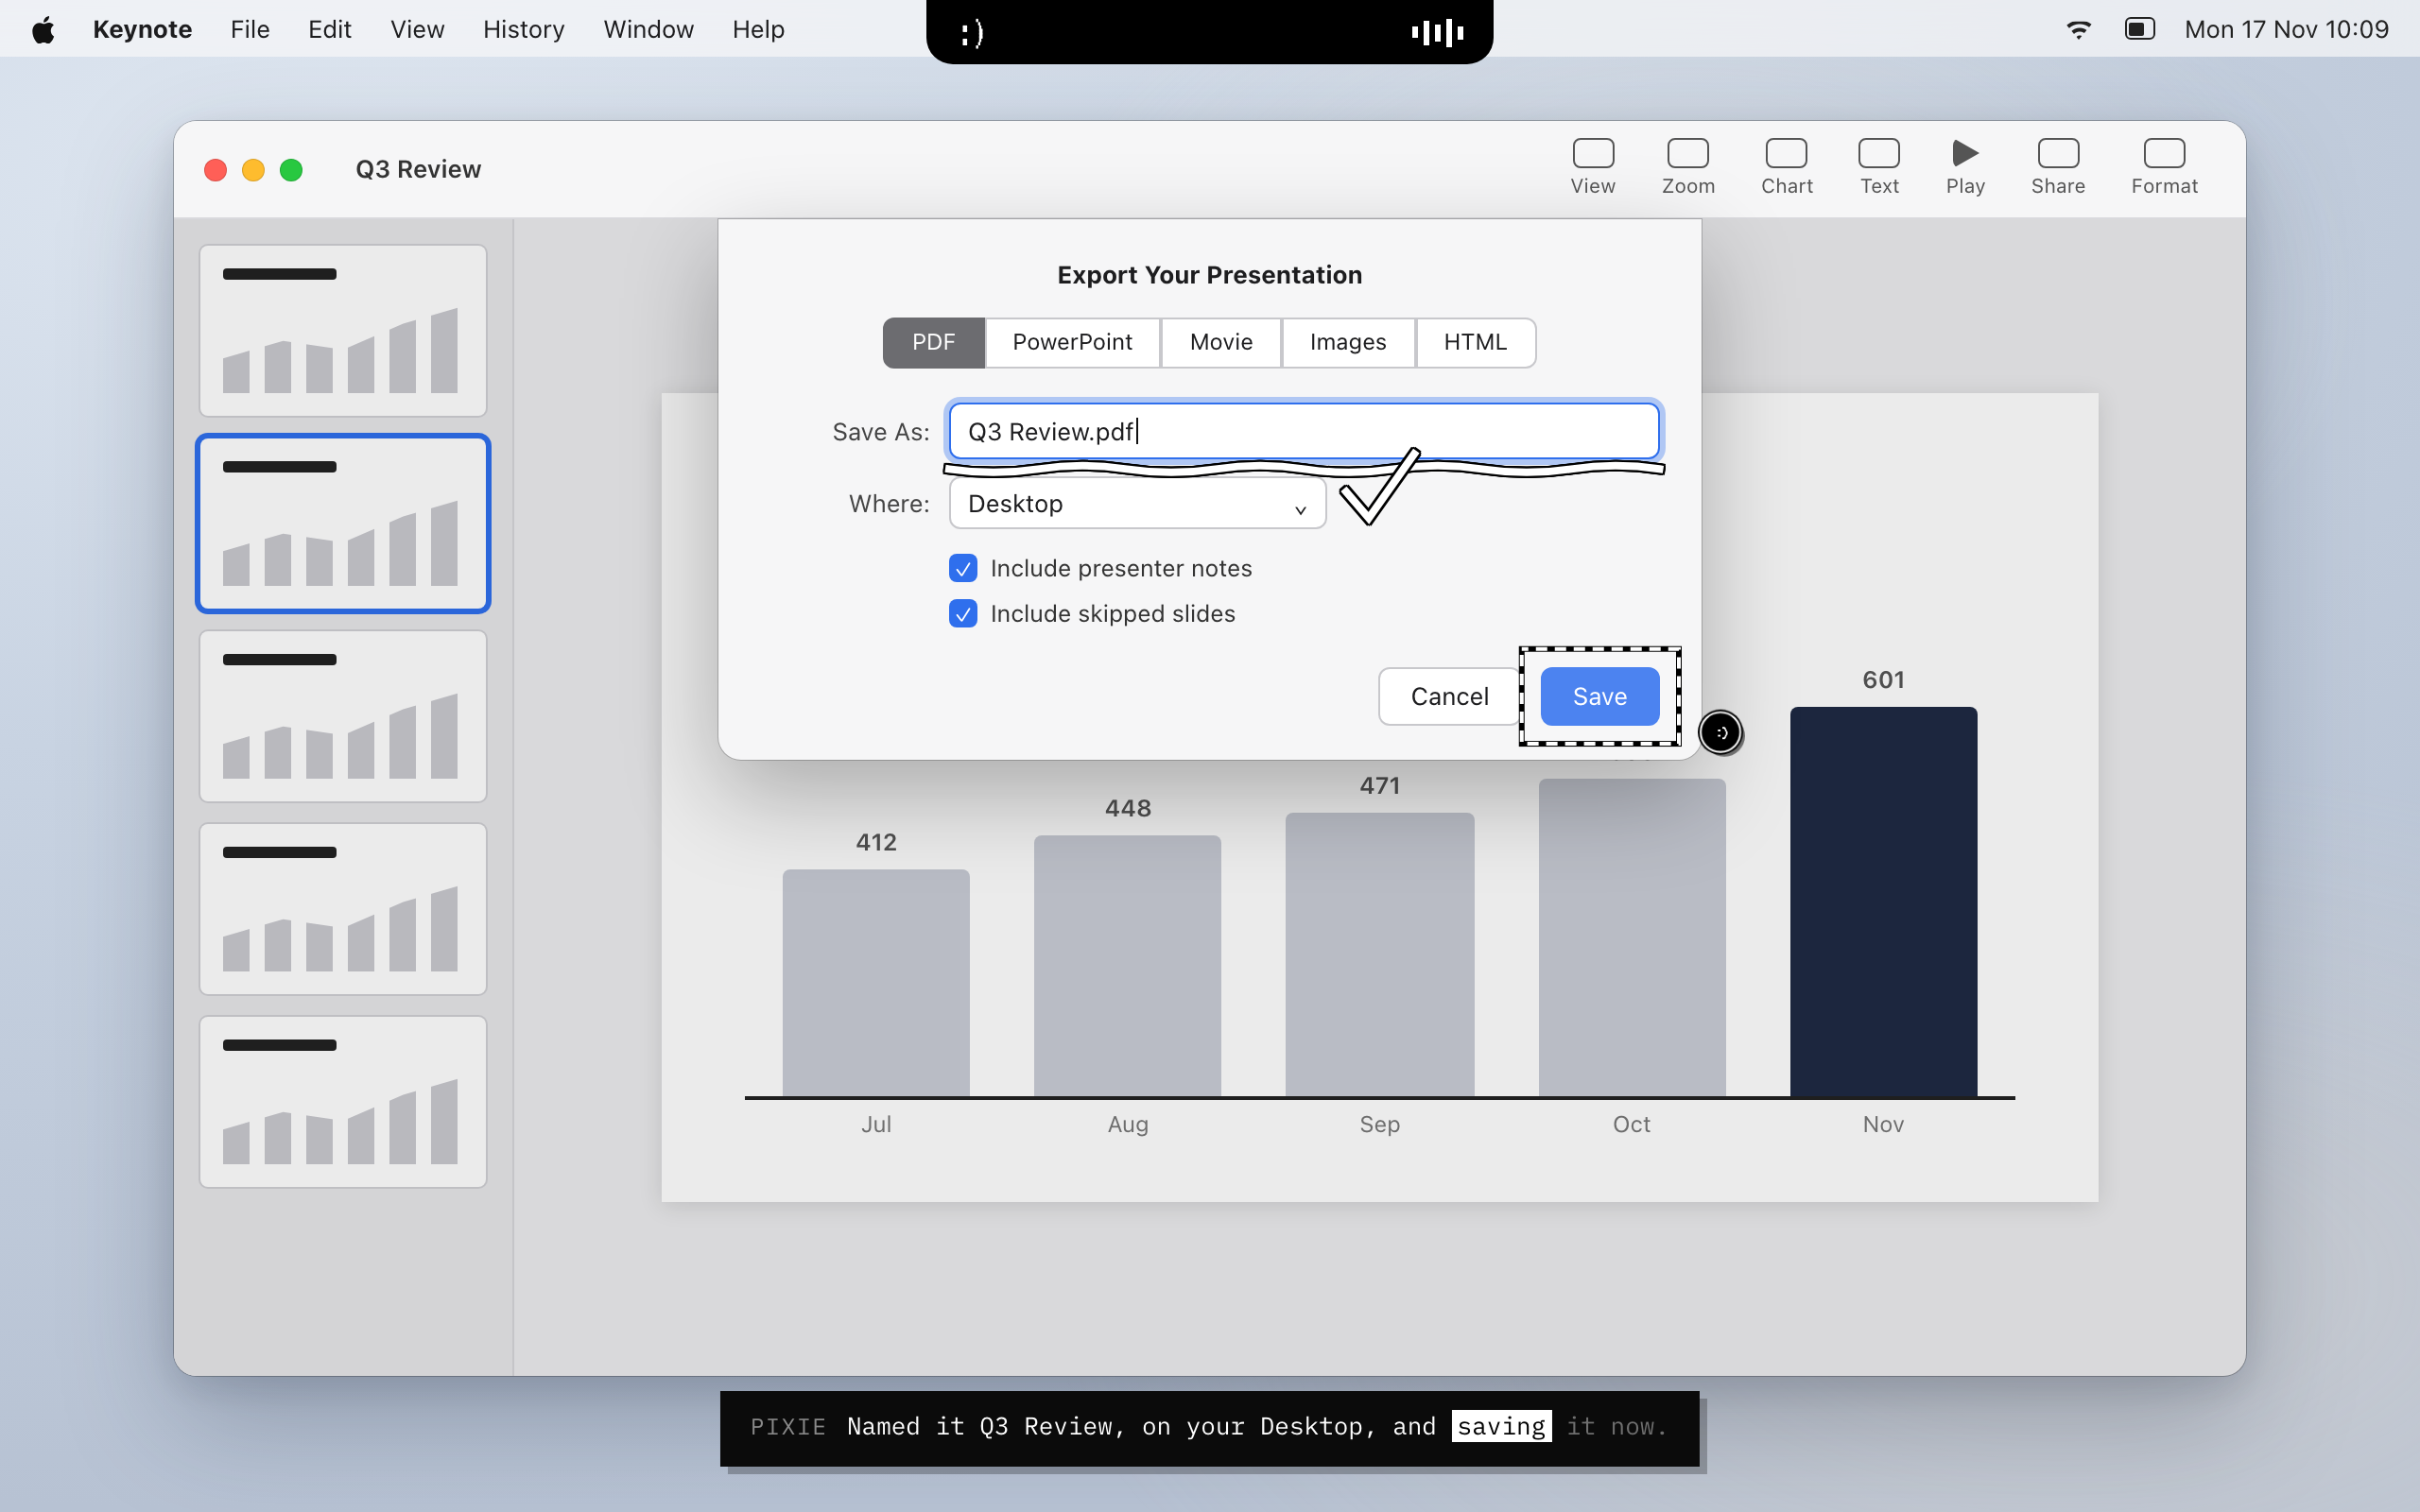 Keynote File Edit View History Window Help :) Mon 17 Nov 10:09
Q3 Review
View Zoom Chart Text Play Share Format
Export Your Presentation
PDF PowerPoint Movie Images HTML
Save As: Q3 Review.pdf
Where: Desktop
Include presenter notes
Include skipped slides
Cancel Save
:)
601
471
448
412
Jul Aug Sep Oct Nov
PIXIE Named it Q3 Review, on your Desktop, and saving it now.